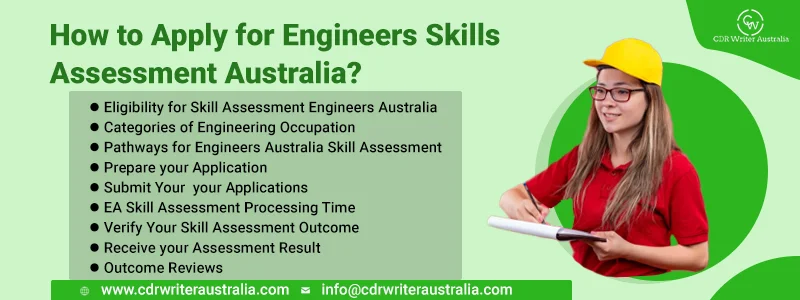 CW
CDR Writer Australia
How to Apply for Engineers Skills
Assessment Australia?
Eligibility for Skill Assessment Engineers Australia
Categories of Engineering Occupation
Pathways for Engineers Australia Skill Assessment
Prepare your Application
Submit Your your Applications
EA Skill Assessment Processing Time
Verify Your Skill Assessment Outcome
Receive your Assessment Result
Outcome Reviews
www.cdrwriteraustralia.com info@cdrwriteraustralia.com